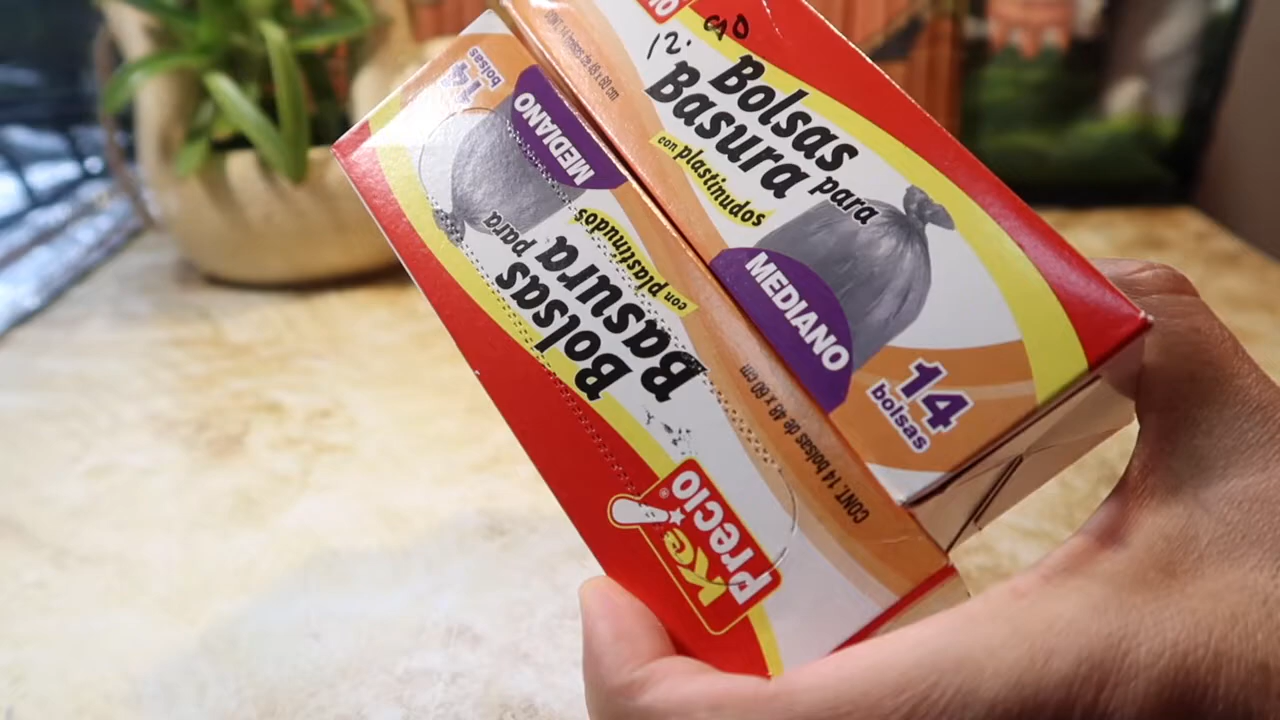 io
12. 90
CONT. 14 bolsas de 48 x 60 cm
Bolsas para
Basura
con plastinudos
MEDIANO
14
bolsas
CONT. 14 bolsas de 48 x 60 cm
14
bolsas
MEDIANO
Bolsas para
Basura
con plastinudos
Ke
Precio
®